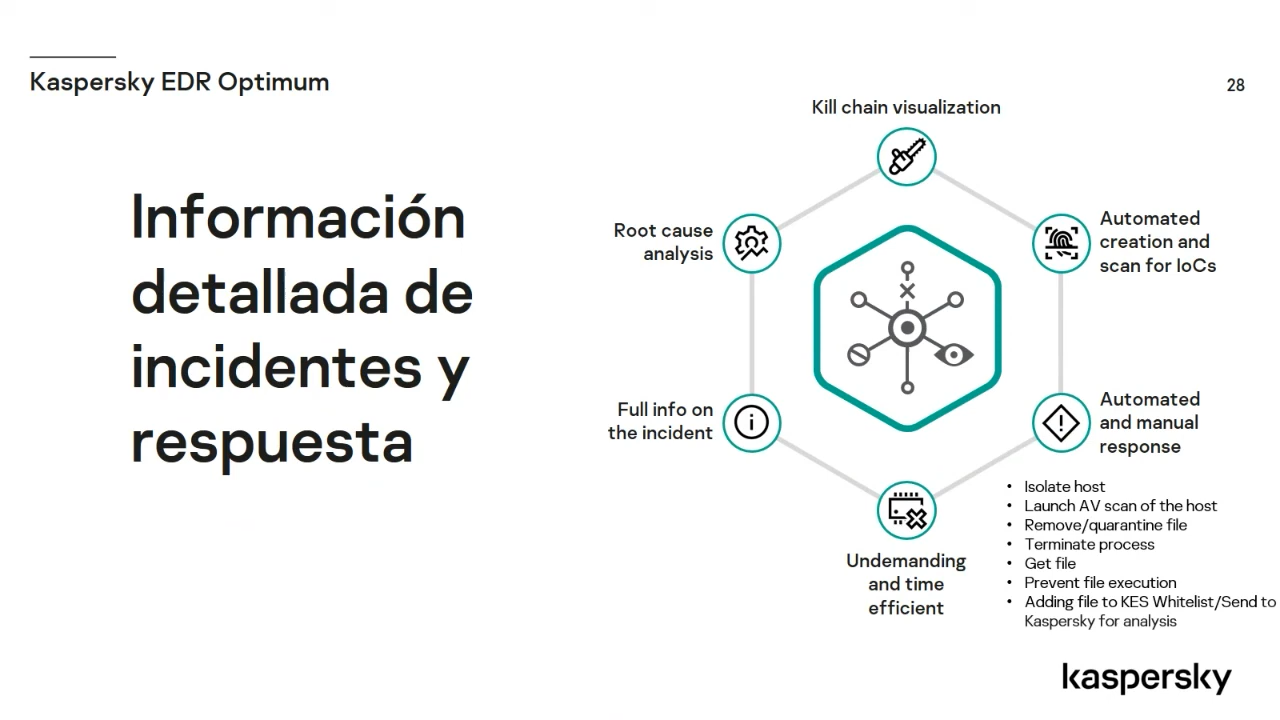 Kaspersky EDR Optimum
28
Información
detallada de
incidentes y
respuesta
Kill chain visualization
Root cause
analysis
Automated
creation and
scan for IoCs
Full info on
the incident
Automated
and manual
response
• Isolate host
• Launch AV scan of the host
• Remove/quarantine file
• Terminate process
• Get file
• Prevent file execution
• Adding file to KES Whitelist/Send to
Kaspersky for analysis
Undemanding
and time
efficient
kaspersky